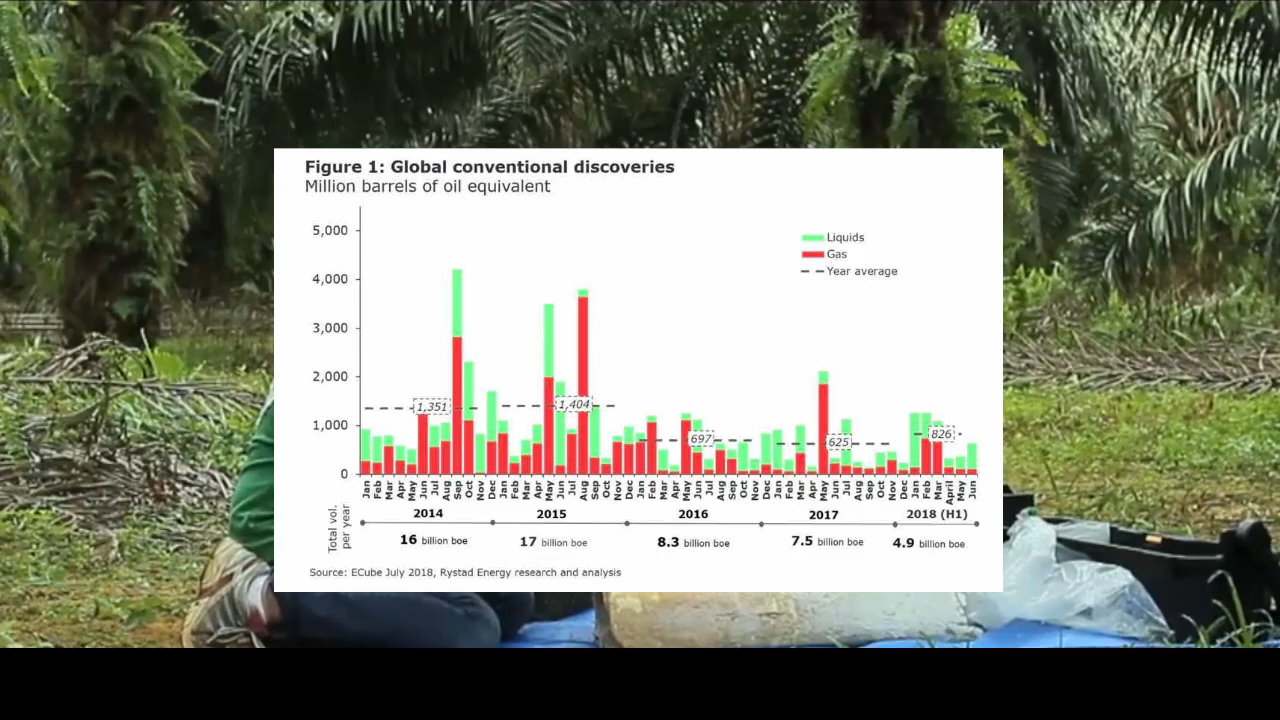 Figure 1: Global conventional discoveries
Million barrels of oil equivalent
5,000
4,000
3,000
2,000
1,000
0
Liquids
Gas
Year average
1,351
1,404
697
625
826
Jan Feb Mar Apr May Jun Jul Aug Sep Oct Nov Dec Jan Feb Mar Apr May Jun Jul Aug Sep Oct Nov Dec Jan Feb Mar Apr May Jun Jul Aug Sep Oct Nov Dec Jan Feb Mar Apr May Jun Jul Aug Sep Oct Nov Dec Jan Feb Mar April May Jun
2014 2015 2016 2017 2018 (H1)
Total vol.
per year
16 billion boe 17 billion boe 8.3 billion boe 7.5 billion boe 4.9 billion boe
Source: ECube July 2018, Rystad Energy research and analysis